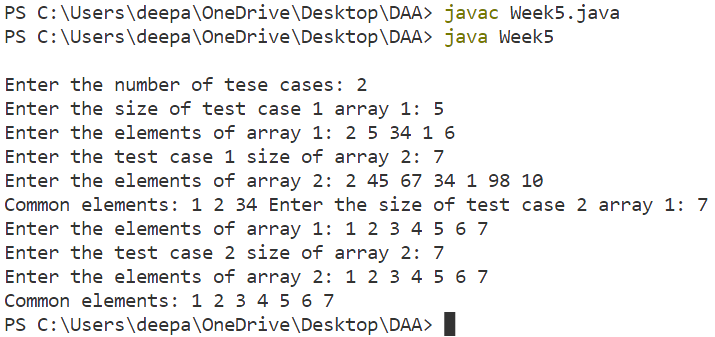 PS C:\Users\deepa\OneDrive\Desktop\DAA> javac Week5.java
PS C:\Users\deepa\OneDrive\Desktop\DAA> java Week5
Enter the number of tese cases: 2
Enter the size of test case 1 array 1: 5
Enter the elements of array 1: 2 5 34 1 6
Enter the test case 1 size of array 2: 7
Enter the elements of array 2: 2 45 67 34 1 98 10
Common elements: 1 2 34 Enter the size of test case 2 array 1: 7
Enter the elements of array 1: 1 2 3 4 5 6 7
Enter the test case 2 size of array 2: 7
Enter the elements of array 2: 1 2 3 4 5 6 7
Common elements: 1 2 3 4 5 6 7
PS C:\Users\deepa\OneDrive\Desktop\DAA>